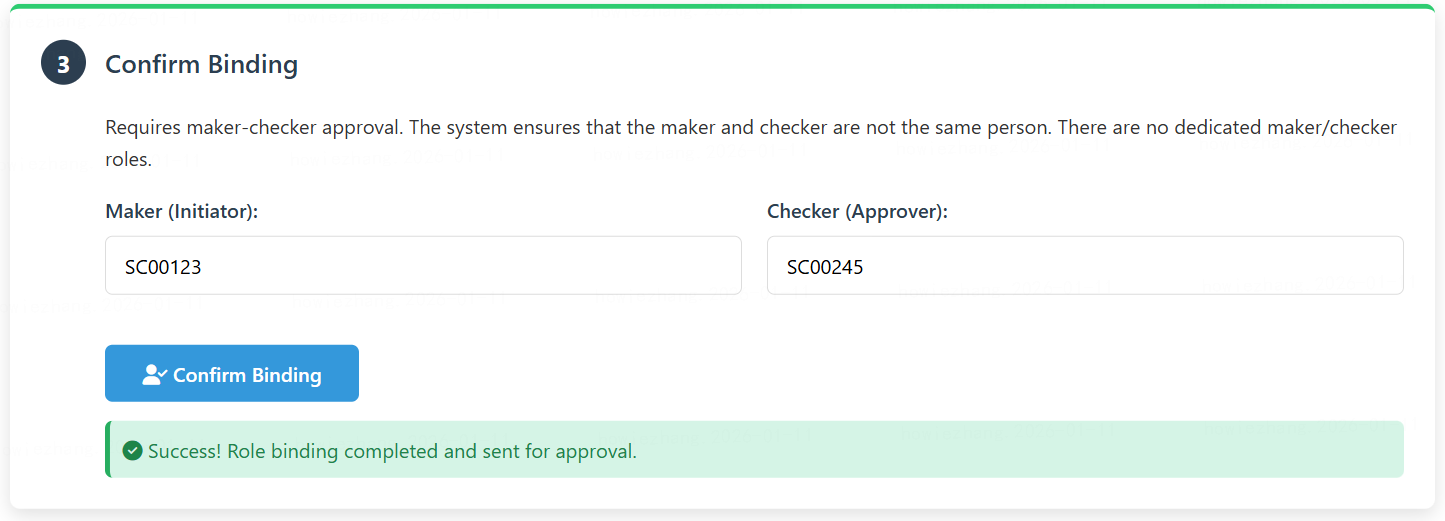 3
Confirm Binding
Requires maker-checker approval. The system ensures that the maker and checker are not the same person. There are no dedicated maker/checker
roles.
Maker (Initiator):
Checker (Approver):
SC00123
SC00245
Confirm Binding
Success! Role binding completed and sent for approval.